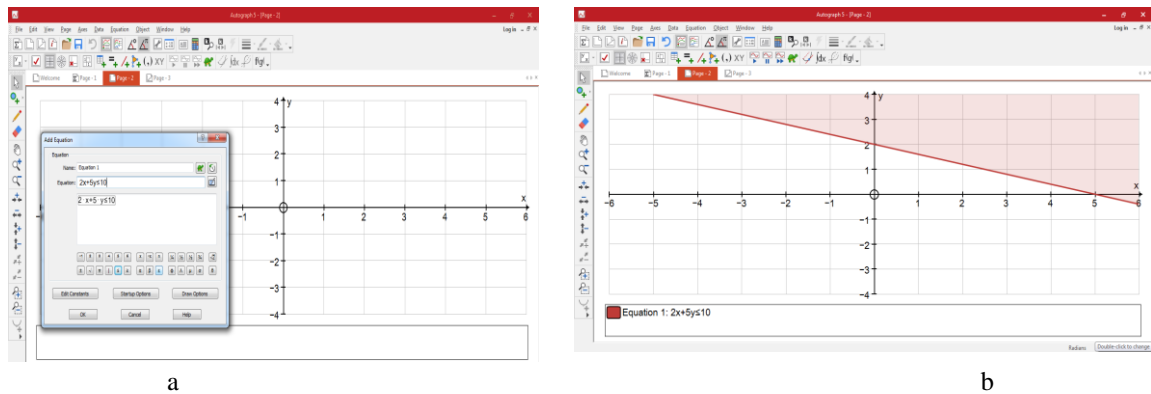 Autograph 5 - [Page - 2]
File Edit View Page Axes Data Equation Object Window Help
Log in
Welcome Page - 1 Page - 2 Page - 3
Add Equation
Equation
Name: Equation 1
Equation: 2x+5y≤10
2 x+5 y≤10
Edit Constants Startup Options Draw Options
OK Cancel Help
y
4
3
2
1
x
-1 1 2 3 4 5 6
-1
-2
-3
-4
a
Autograph 5 - [Page - 2]
File Edit View Page Axes Data Equation Object Window Help
Log in
Welcome Page - 1 Page - 2 Page - 3
y
4
3
2
1
x
-6 -5 -4 -3 -2 -1 1 2 3 4 5 6
-1
-2
-3
-4
Equation 1: 2x+5y≤10
Radians Double-click to change
b